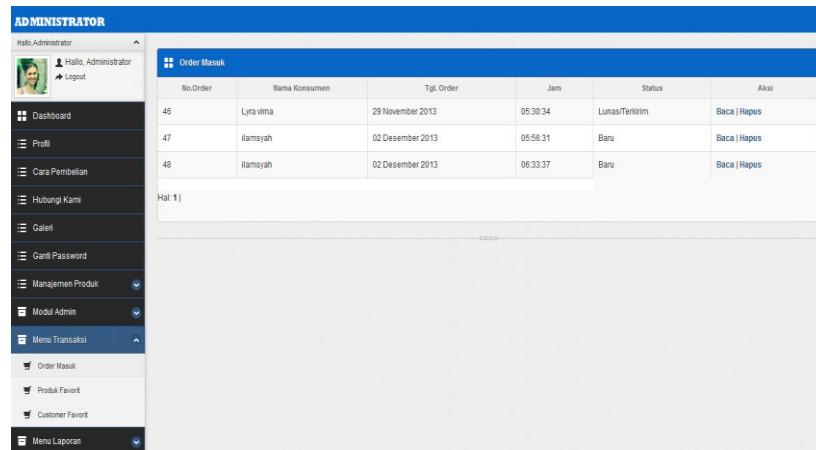 ADMINISTRATOR
Hallo,Administrator
Hallo, Administrator
Logout
Dashboard
Profil
Cara Pembelian
Hubungi Kami
Galeri
Ganti Password
Manajemen Produk
Modul Admin
Menu Transaksi
Order Masuk
Produk Favorit
Customer Favorit
Menu Laporan
Order Masuk
No.Order Nama Konsumen Tgl. Order Jam Status Aksi
46 Lyra virna 29 November 2013 05:30:34 Lunas/Terkirim Baca | Hapus
47 ilamsyah 02 Desember 2013 05:56:31 Baru Baca | Hapus
48 ilamsyah 02 Desember 2013 06:33:37 Baru Baca | Hapus
Hal: 1 |